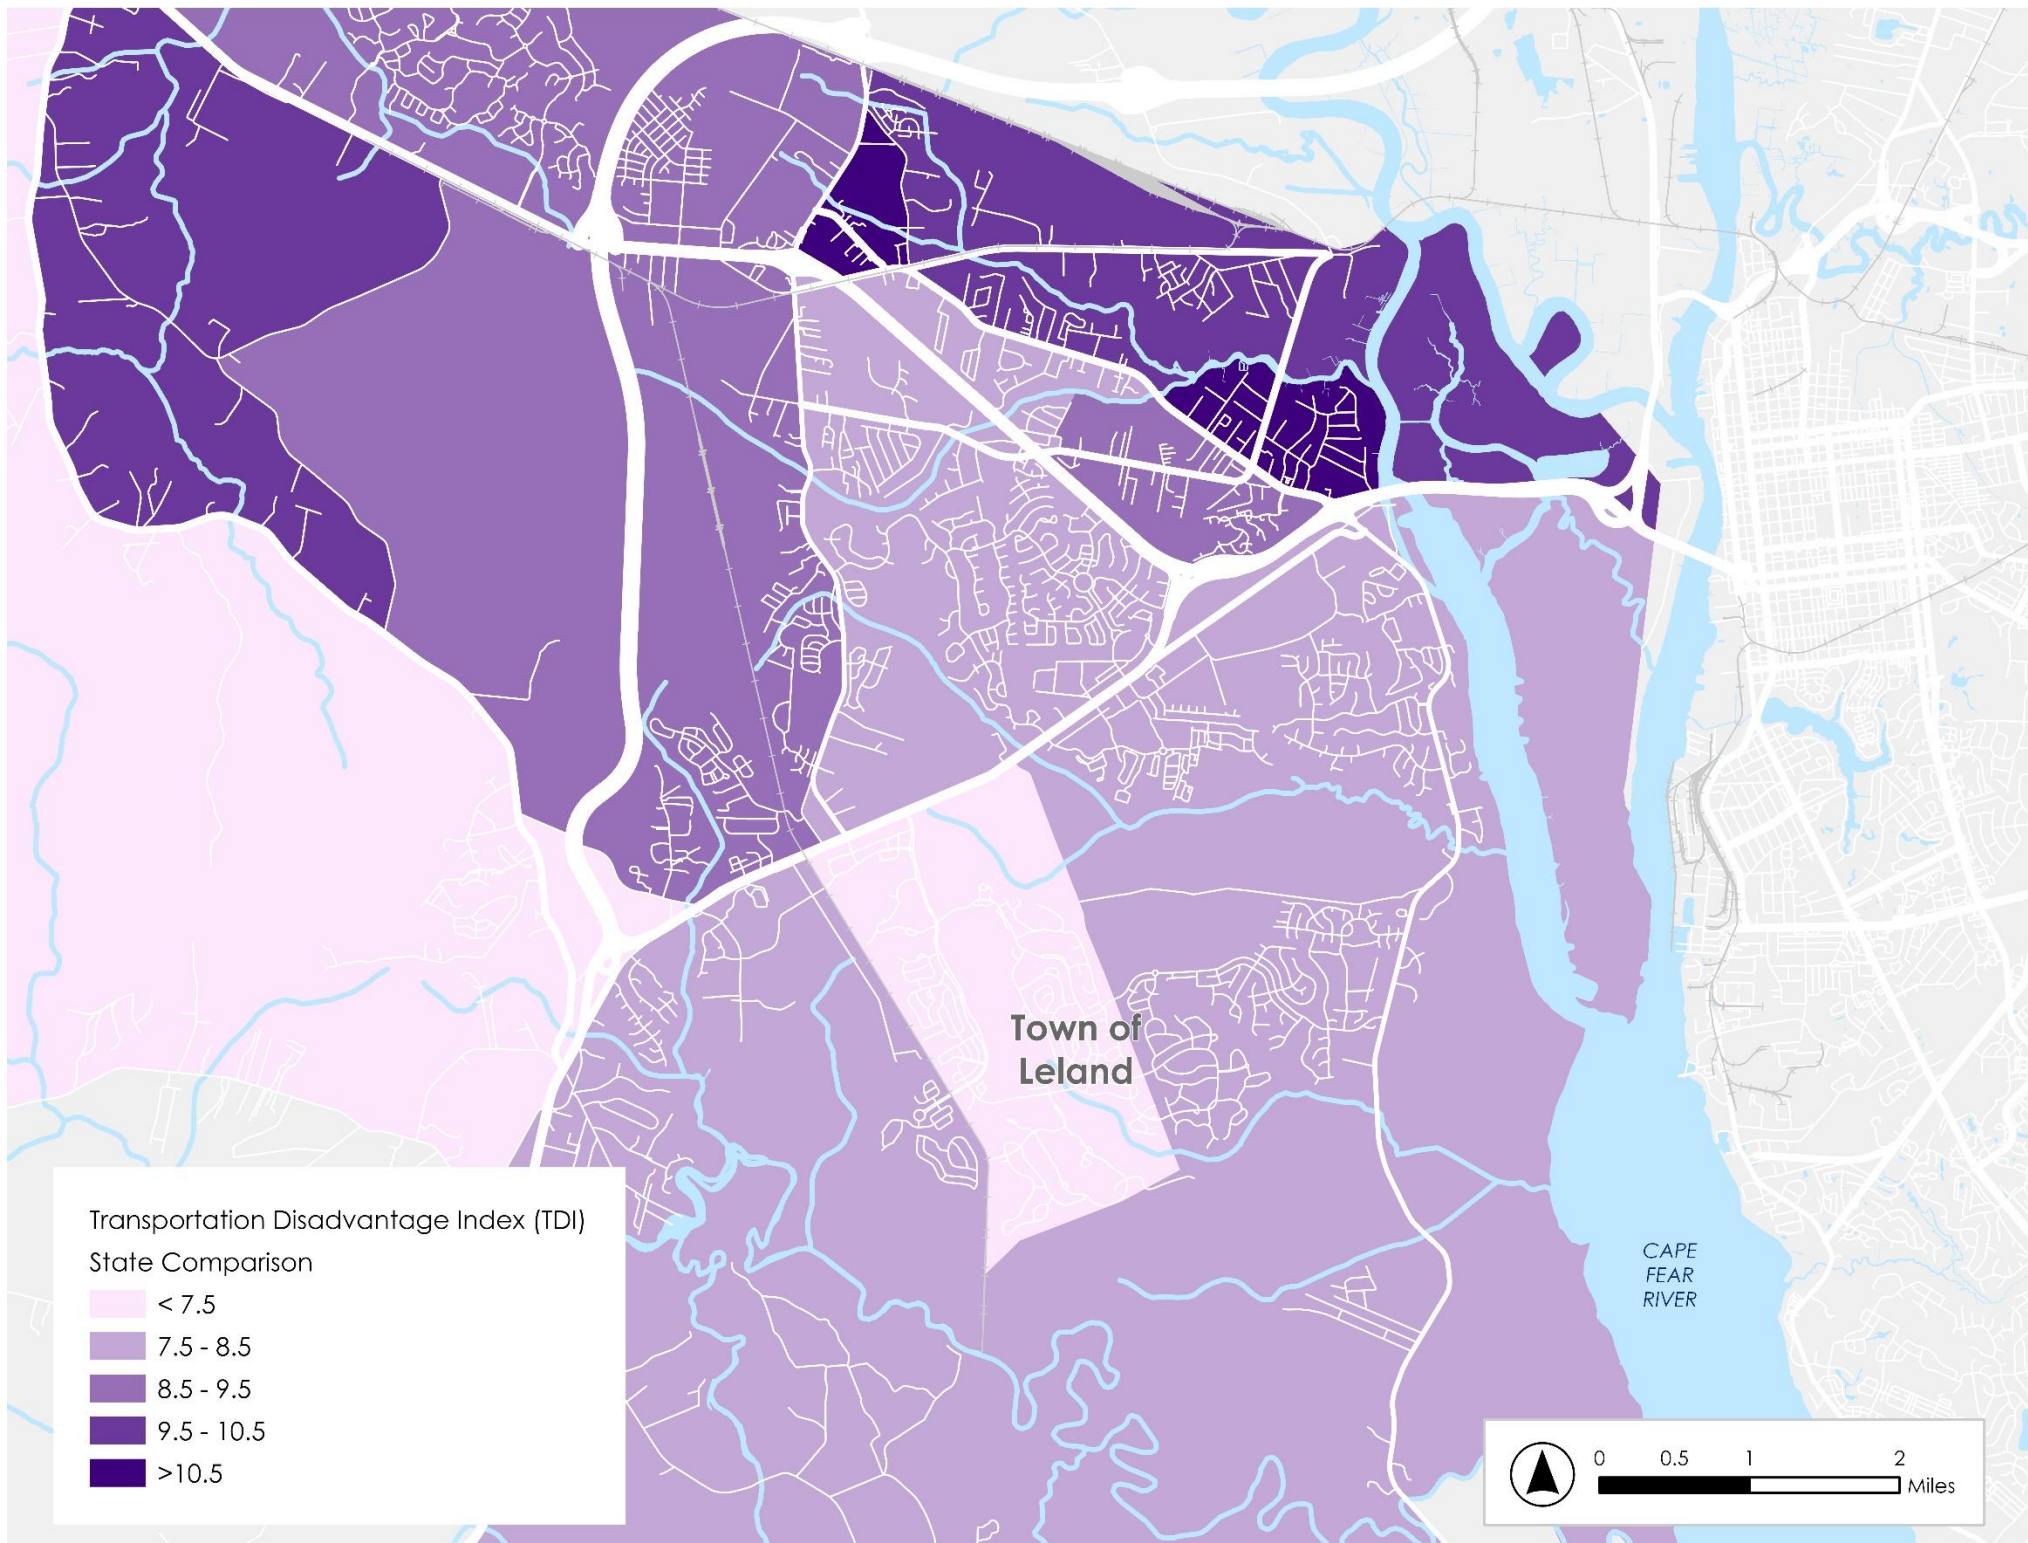 Town of
Leland
Transportation Disadvantage Index (TDI)
State Comparison
< 7.5
7.5 - 8.5
8.5 - 9.5
9.5 - 10.5
>10.5
CAPE
FEAR
RIVER
0 0.5 1 2
Miles